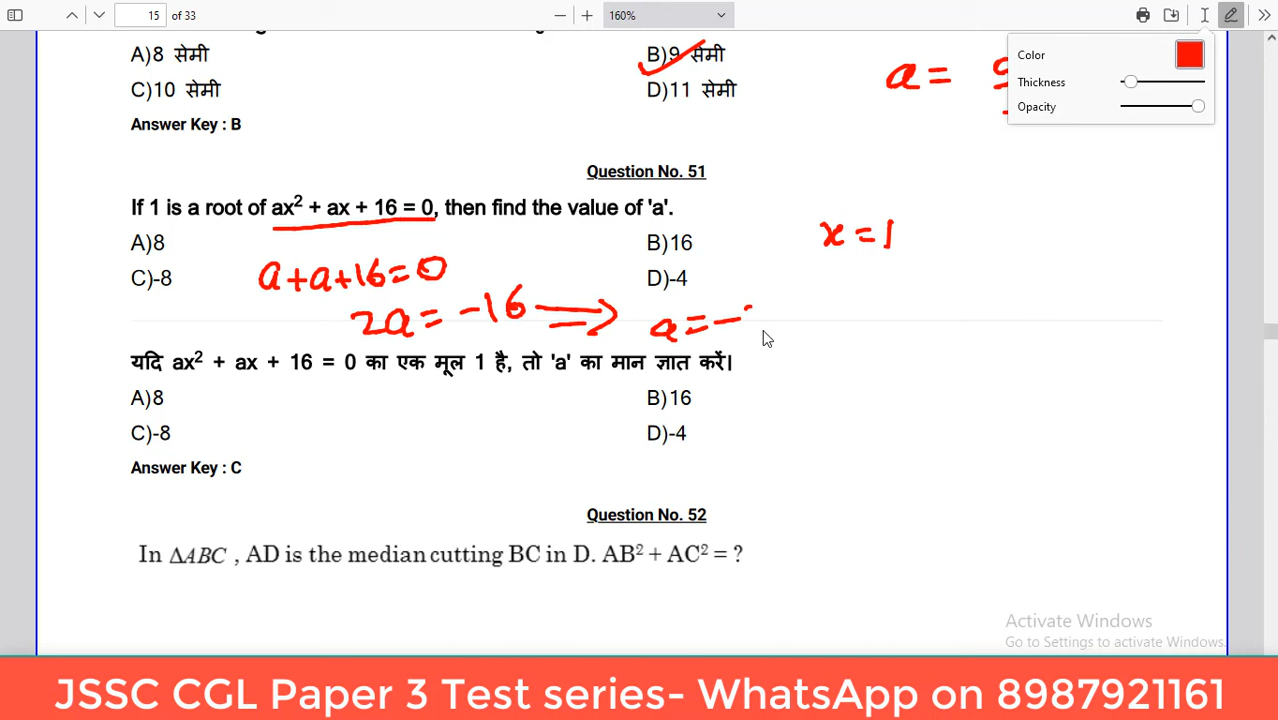 15 of 33
160%
A)8 सेमी
B)9 सेमी
C)10 सेमी
D)11 सेमी
a =
Color
Thickness
Opacity
Answer Key : B
Question No. 51
If 1 is a root of ax² + ax + 16 = 0, then find the value of 'a'.
A)8
B)16
x = 1
C)-8
D)-4
a+a+16=0
2a = -16 ⟹ a = -
यदि ax² + ax + 16 = 0 का एक मूल 1 है, तो 'a' का मान ज्ञात करें।
A)8
B)16
C)-8
D)-4
Answer Key : C
Question No. 52
In ΔABC , AD is the median cutting BC in D. AB² + AC² = ?
Activate Windows
Go to Settings to activate Windows.
JSSC CGL Paper 3 Test series- WhatsApp on 8987921161